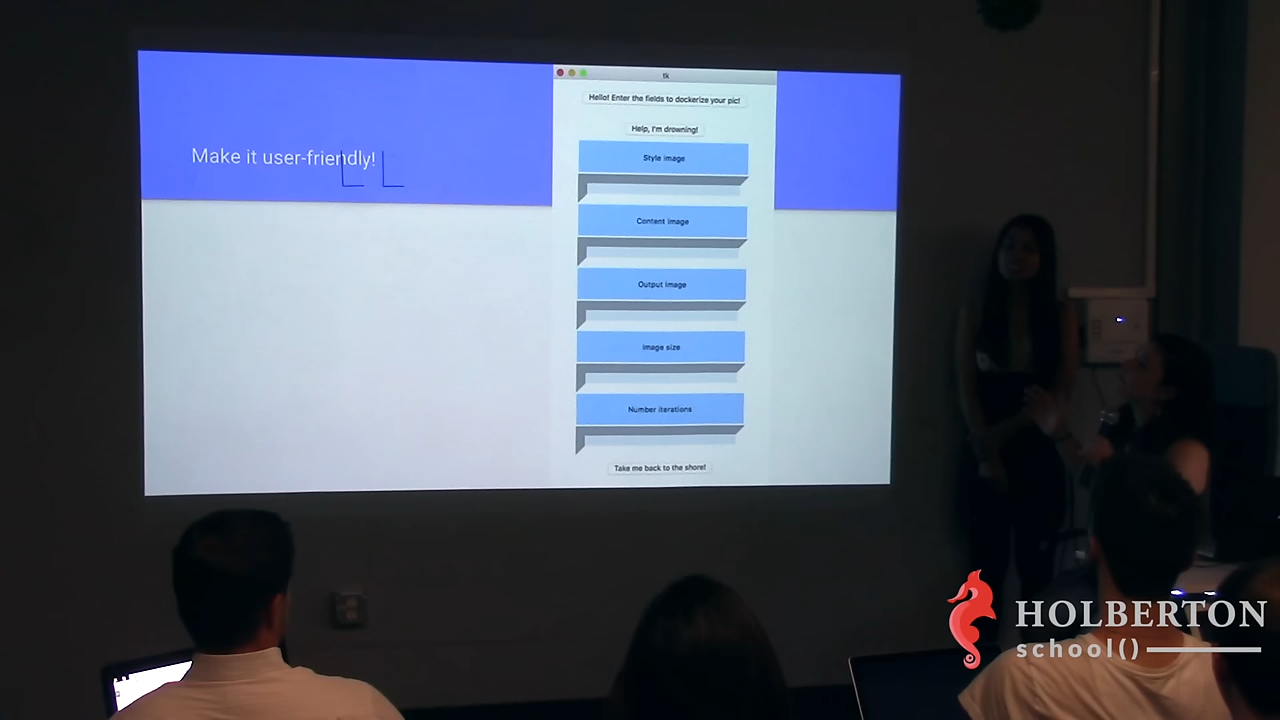 Make it user-friendly!
tk
Hello! Enter the fields to dockerize your pic!
Help, I'm drowning!
Style image
Content image
Output image
Image size
Number iterations
Take me back to the shore!
HOLBERTON
school()